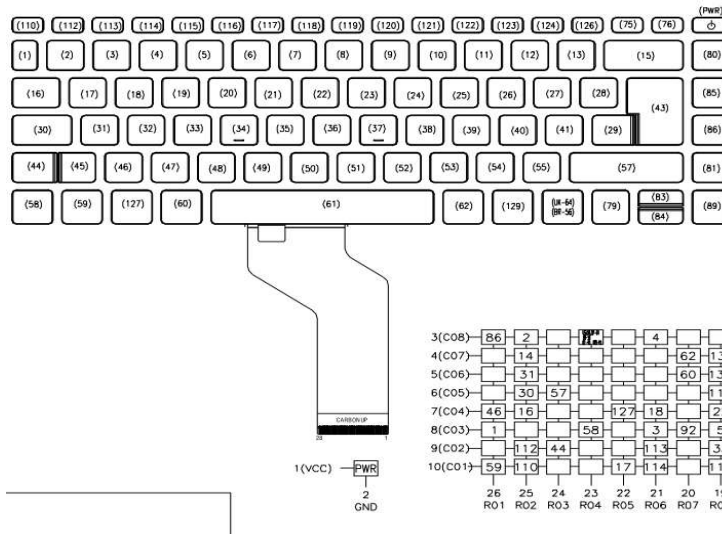 (PWR)
(110) (112) (113) (114) (115) (116) (117) (118) (119) (120) (121) (122) (123) (124) (126) (75) (76)
(1) (2) (3) (4) (5) (6) (7) (8) (9) (10) (11) (12) (13) (15) (80)
(16) (17) (18) (19) (20) (21) (22) (23) (24) (25) (26) (27) (28) (43) (85)
(30) (31) (32) (33) (34) (35) (36) (37) (38) (39) (40) (41) (29) (86)
(44) (45) (46) (47) (48) (49) (50) (51) (52) (53) (54) (55) (57) (81)
(58) (59) (127) (60) (61) (62) (129) (UK-64) (79) (83) (89)
(BR-56) (84)
CARBON UP
1
1(VCC) PWR
2
GND
3(C08) 86 2 4
4(C07) 14 62
5(C06) 31 60
6(C05) 30 57
7(C04) 46 16 127 18
8(C03) 1 58 3 92
9(C02) 112 44 113
10(C01) 59 110 17 114
26 25 24 23 22 21 20
R01 R02 R03 R04 R05 R06 R07